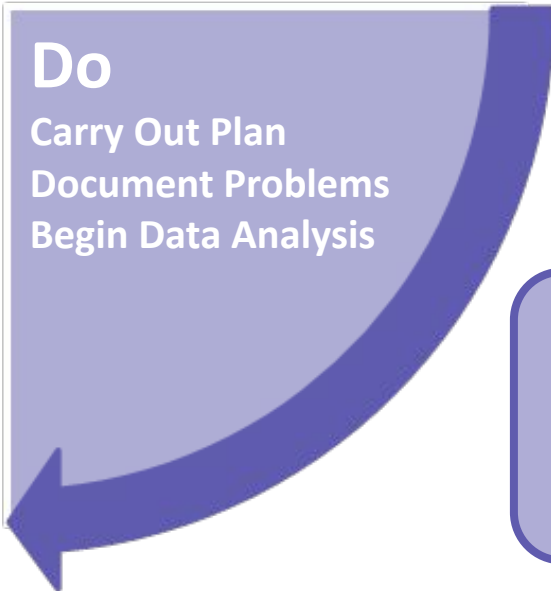 Do
Carry Out Plan
Document Problems
Begin Data Analysis